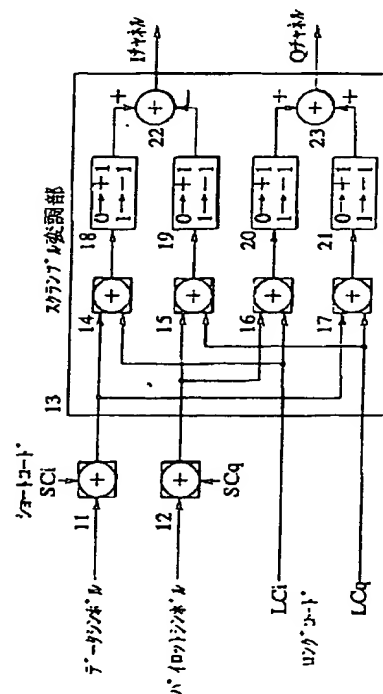 Iチャネル
Qチャネル
スクランブル変調部
13
ショートコード
SCi
11
データシンボル
SCq
12
パイロットシンボル
LCi
ロングコード
LCq
14
15
16
17
18
0→+1
1→−1
19
0→+1
1→−1
20
0→+1
1→−1
21
0→+1
1→−1
+
−
22
+
+
23